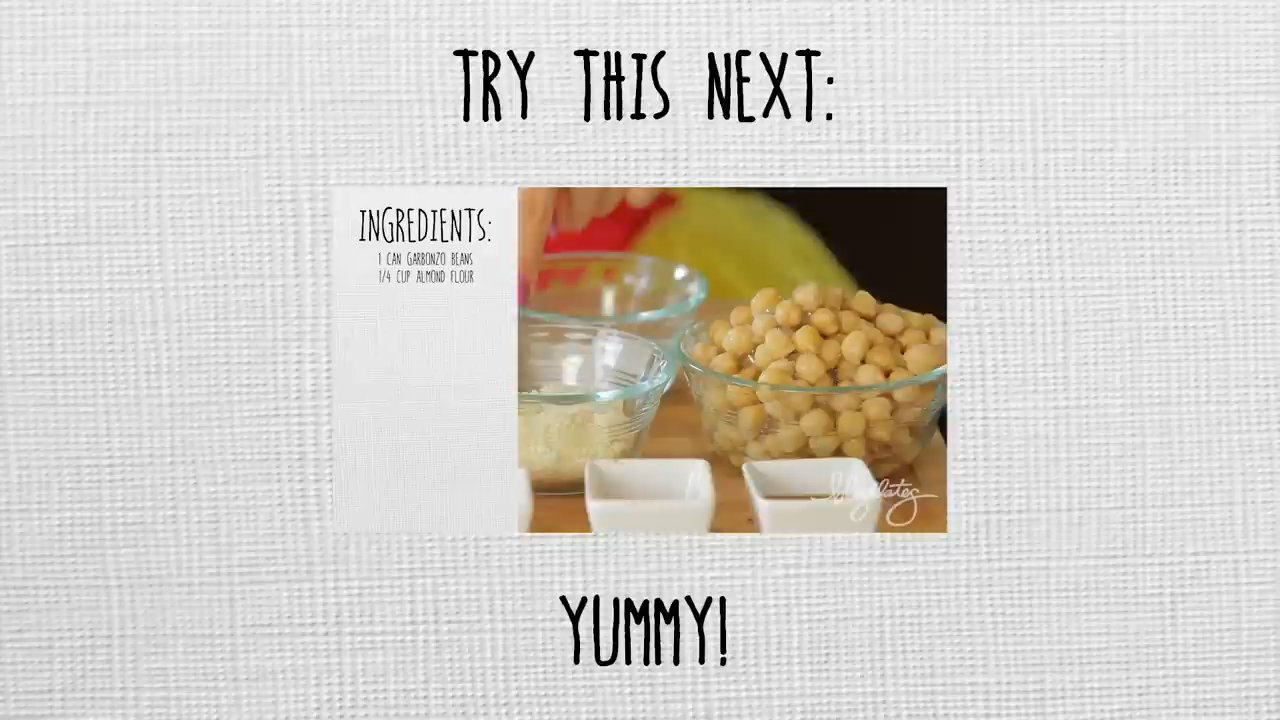 TRY THIS NEXT:
INGREDIENTS:
1 CAN GARBONZO BEANS
1/4 CUP ALMOND FLOUR
YUMMY!